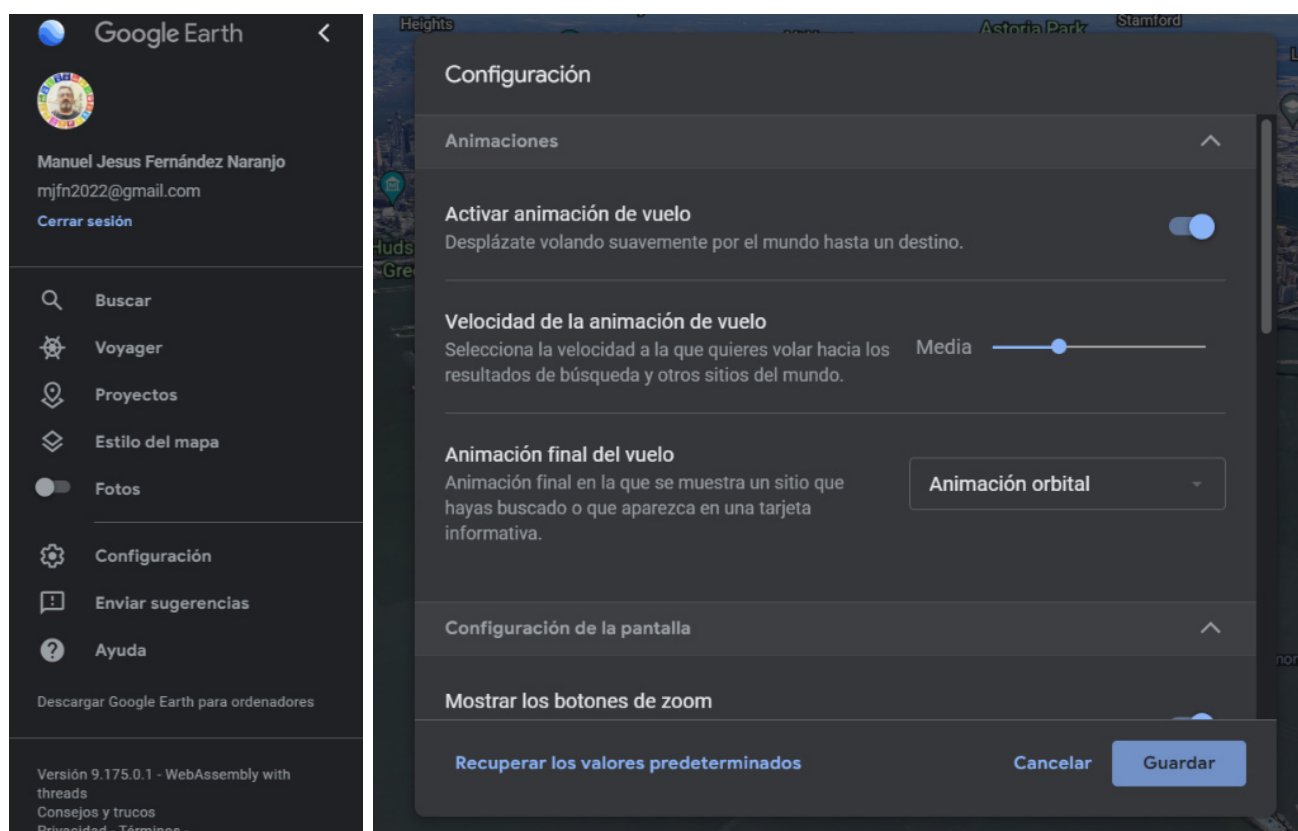 Google Earth
Manuel Jesus Fernández Naranjo
mjfn2022@gmail.com
Cerrar sesión
Buscar
Voyager
Proyectos
Estilo del mapa
Fotos
Configuración
Enviar sugerencias
Ayuda
Descargar Google Earth para ordenadores
Versión 9.175.0.1 - WebAssembly with
threads
Consejos y trucos
Privacidad - Términos -
Heights
Astoria Park
Stamford
Huds
Gree
Configuración
Animaciones
Activar animación de vuelo
Desplázate volando suavemente por el mundo hasta un destino.
Velocidad de la animación de vuelo
Selecciona la velocidad a la que quieres volar hacia los
resultados de búsqueda y otros sitios del mundo.
Media
Animación final del vuelo
Animación final en la que se muestra un sitio que
hayas buscado o que aparezca en una tarjeta
informativa.
Animación orbital
Configuración de la pantalla
Mostrar los botones de zoom
Recuperar los valores predeterminados
Cancelar
Guardar